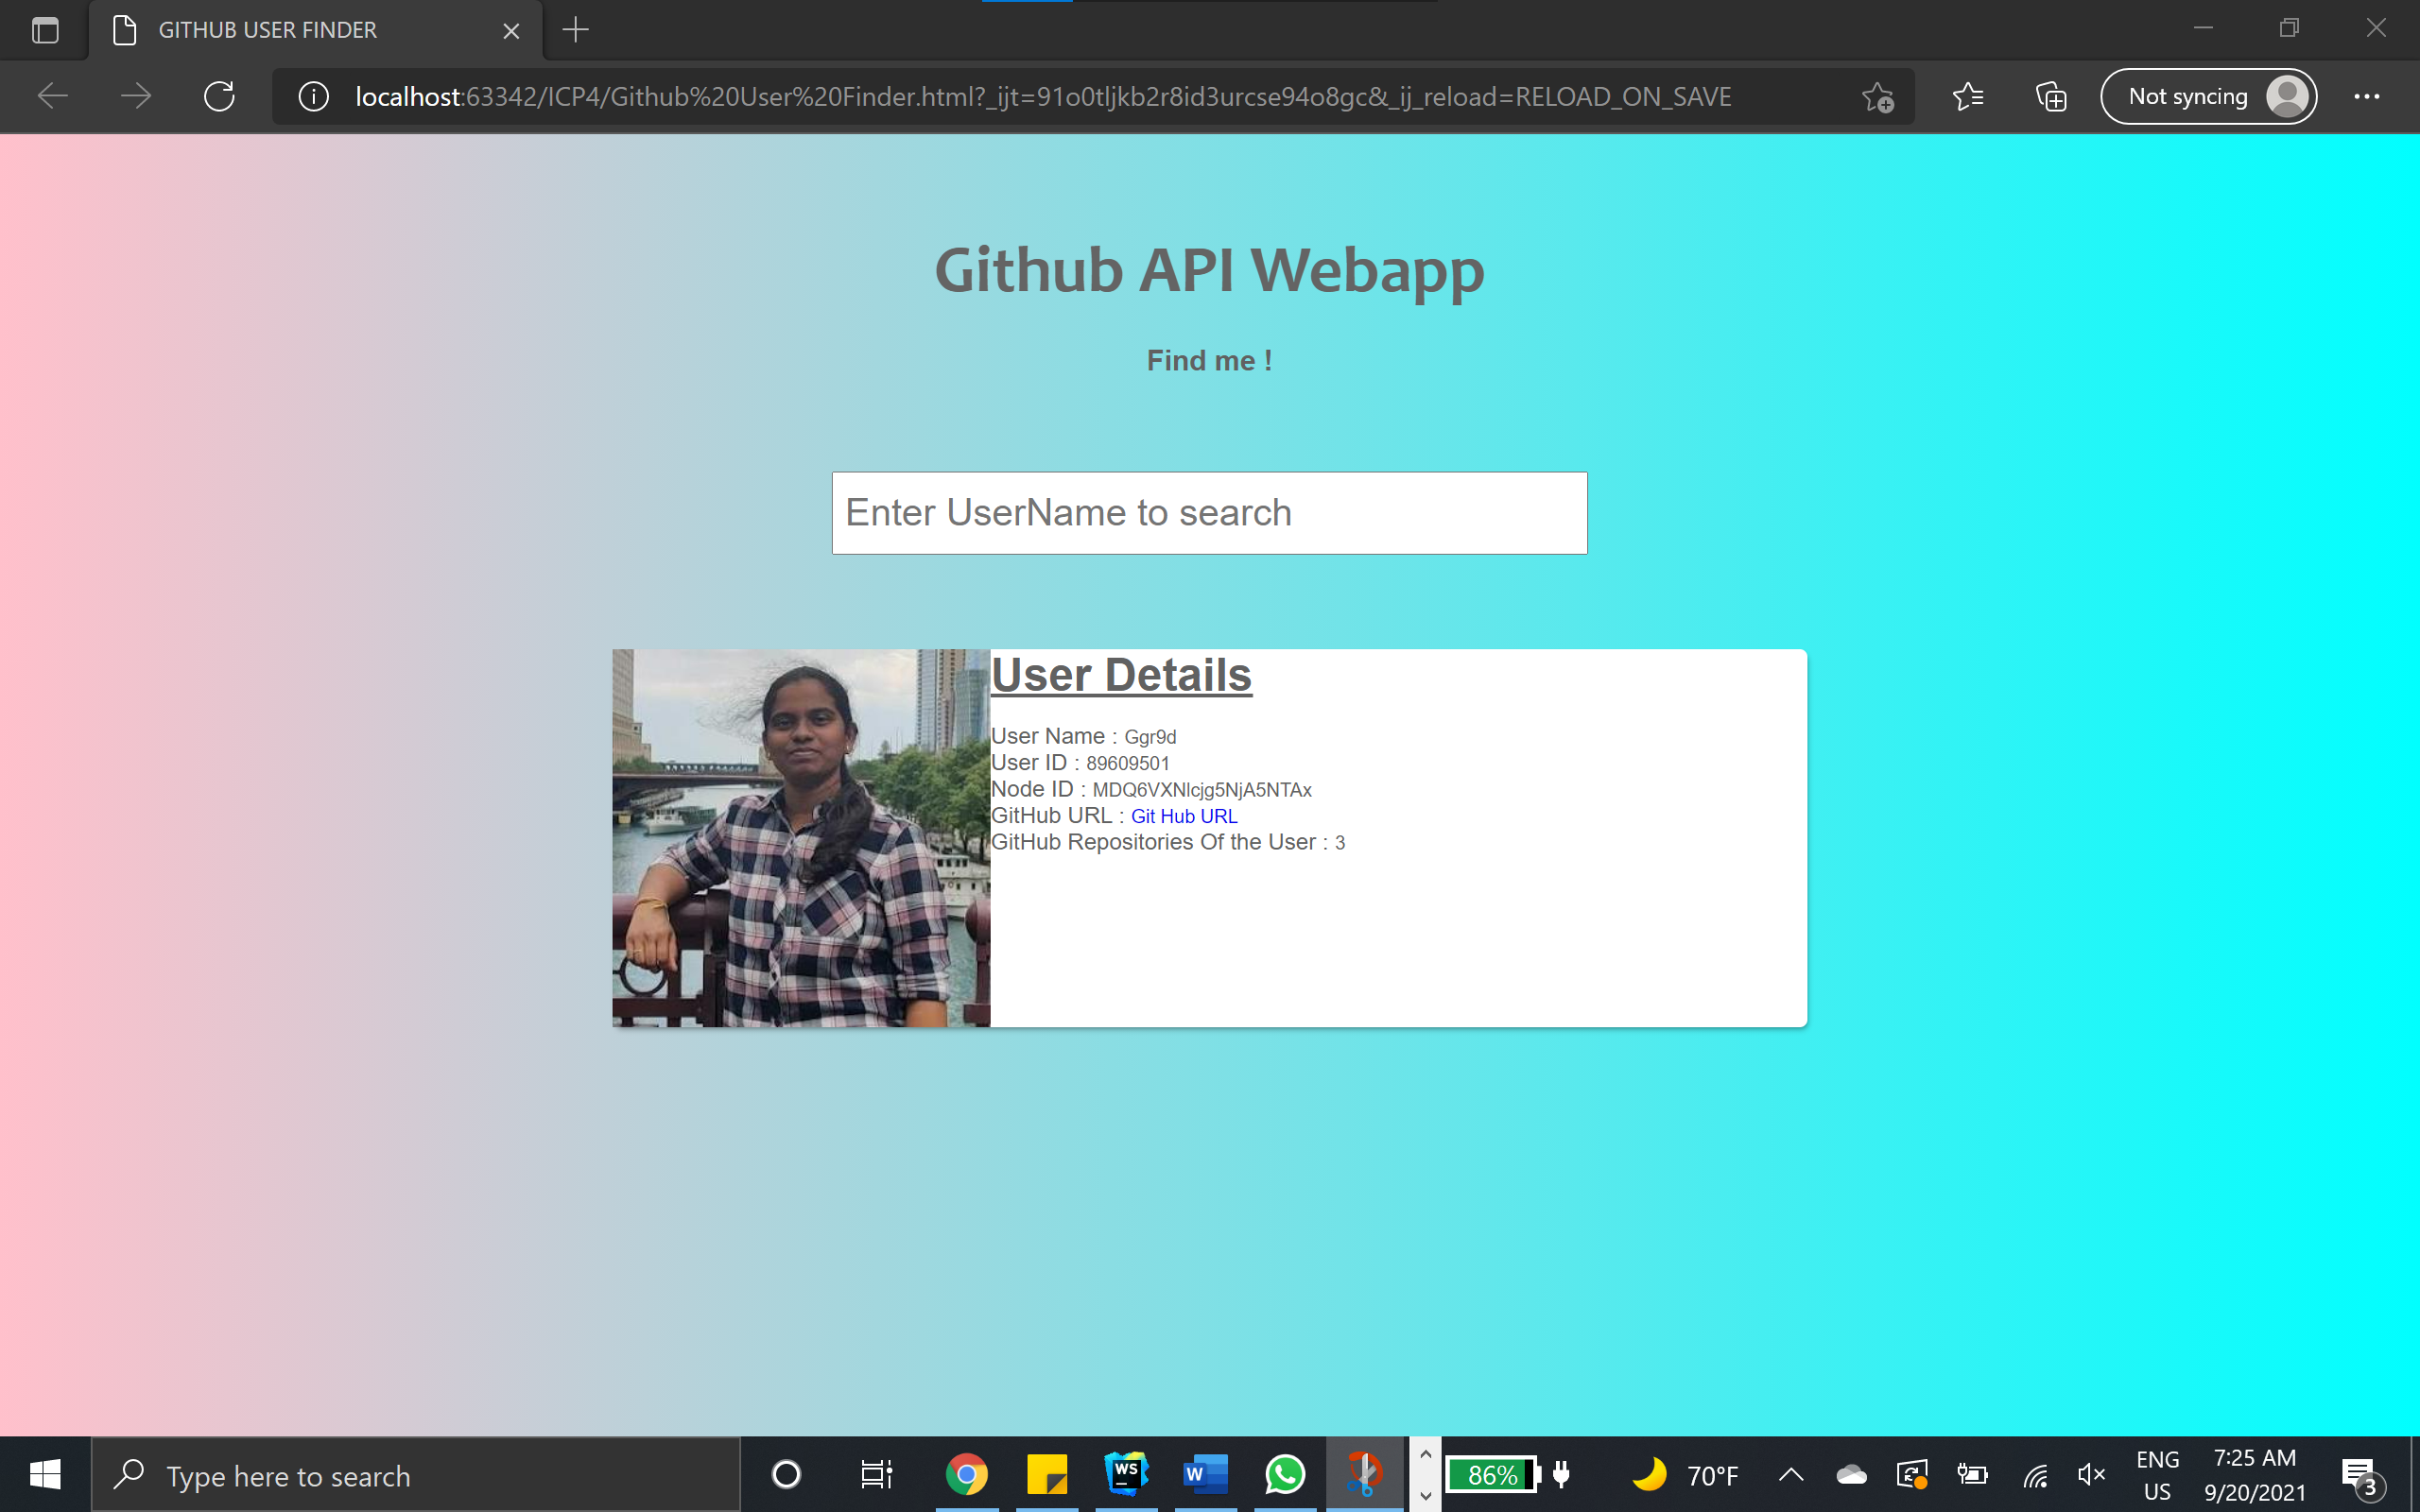 GITHUB USER FINDER
localhost:63342/ICP4/Github%20User%20Finder.html?_ijt=91o0tljkb2r8id3urcse94o8gc&_ij_reload=RELOAD_ON_SAVE
Not syncing
Github API Webapp
Find me !
Enter UserName to search
User Details
User Name : Ggr9d
User ID : 89609501
Node ID : MDQ6VXNlcjg5NjA5NTAx
GitHub URL : Git Hub URL
GitHub Repositories Of the User : 3
Type here to search
WS
W
86%
70°F
ENG
US
7:25 AM
9/20/2021
3